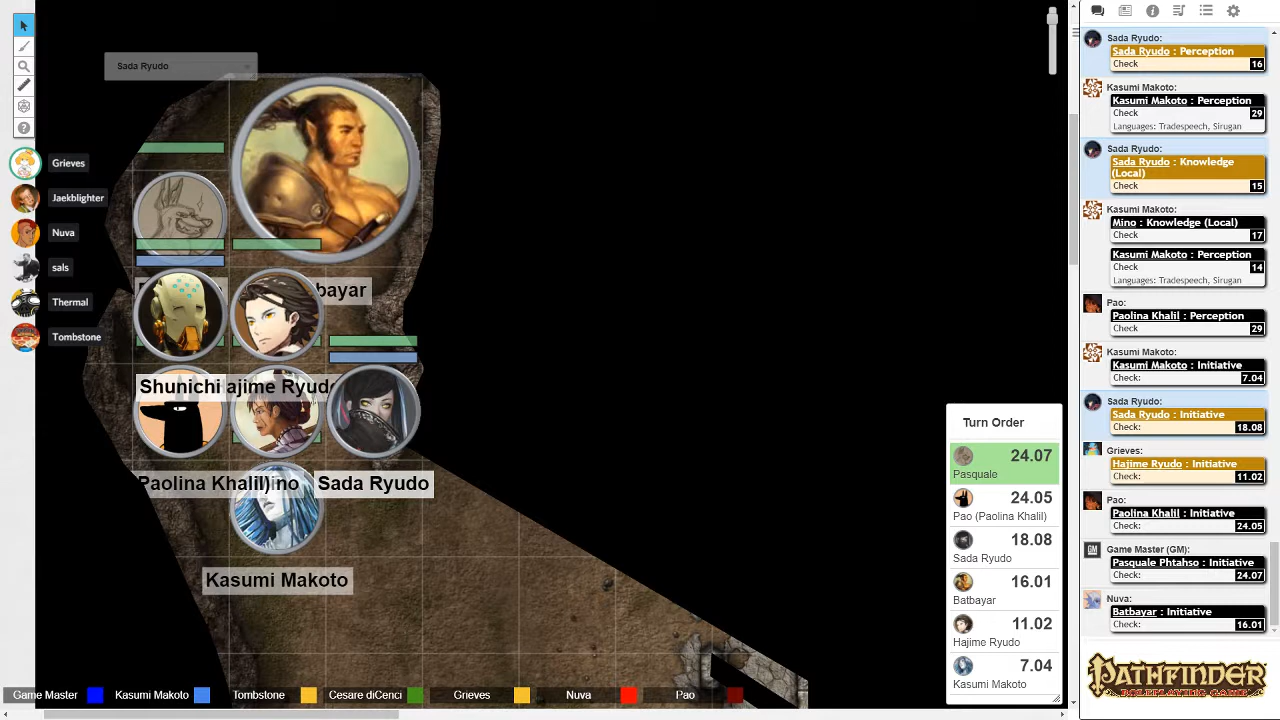 Sada Ryudo
Grieves
Jaekblighter
Nuva
sals
Thermal
Tombstone
bayar
Shunichi
ajime Ryudo
Paolina Khalil)
ino
Sada Ryudo
Kasumi Makoto
Turn Order
24.07
Pasquale
24.05
Pao (Paolina Khalil)
18.08
Sada Ryudo
16.01
Batbayar
11.02
Hajime Ryudo
7.04
Kasumi Makoto
Game Master
Kasumi Makoto
Tombstone
Cesare diCenci
Grieves
Nuva
Pao
Sada Ryudo:
Sada Ryudo : Perception
Check 16
Kasumi Makoto:
Kasumi Makoto : Perception
Check 29
Languages: Tradespeech, Sirugan
Sada Ryudo:
Sada Ryudo : Knowledge
(Local)
Check 15
Kasumi Makoto:
Mino : Knowledge (Local)
Check 17
Kasumi Makoto : Perception
Check 14
Languages: Tradespeech, Sirugan
Pao:
Paolina Khalil : Perception
Check 29
Kasumi Makoto:
Kasumi Makoto : Initiative
Check: 7.04
Sada Ryudo:
Sada Ryudo : Initiative
Check: 18.08
Grieves:
Hajime Ryudo : Initiative
Check: 11.02
Pao:
Paolina Khalil : Initiative
Check: 24.05
GM
Game Master (GM):
Pasquale Phtahso : Initiative
Check: 24.07
Nuva:
Batbayar : Initiative
Check: 16.01
PATHFINDER
ROLEPLAYING GAME